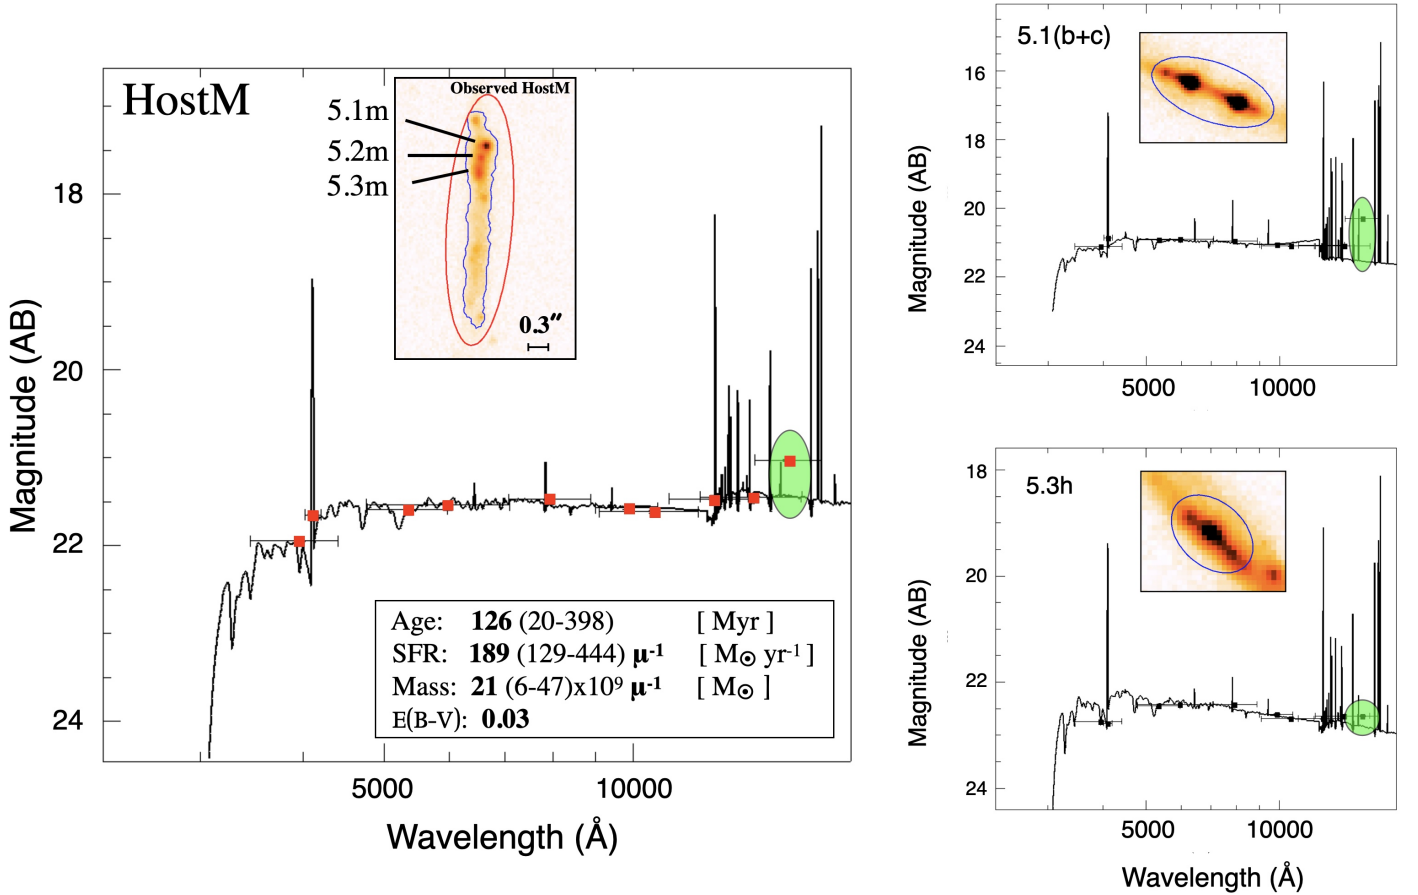 HostM
Observed HostM
5.1m
5.2m
5.3m
0.3″
Magnitude (AB)
18
20
22
24
Age: 126 (20-398) [ Myr ]
SFR: 189 (129-444) μ⁻¹ [ M⊙ yr⁻¹ ]
Mass: 21 (6-47)x10⁹ μ⁻¹ [ M⊙ ]
E(B-V): 0.03
5000 10000
Wavelength (Å)
5.1(b+c)
Magnitude (AB)
16
18
20
22
24
5000 10000
5.3h
Magnitude (AB)
18
20
22
24
5000 10000
Wavelength (Å)